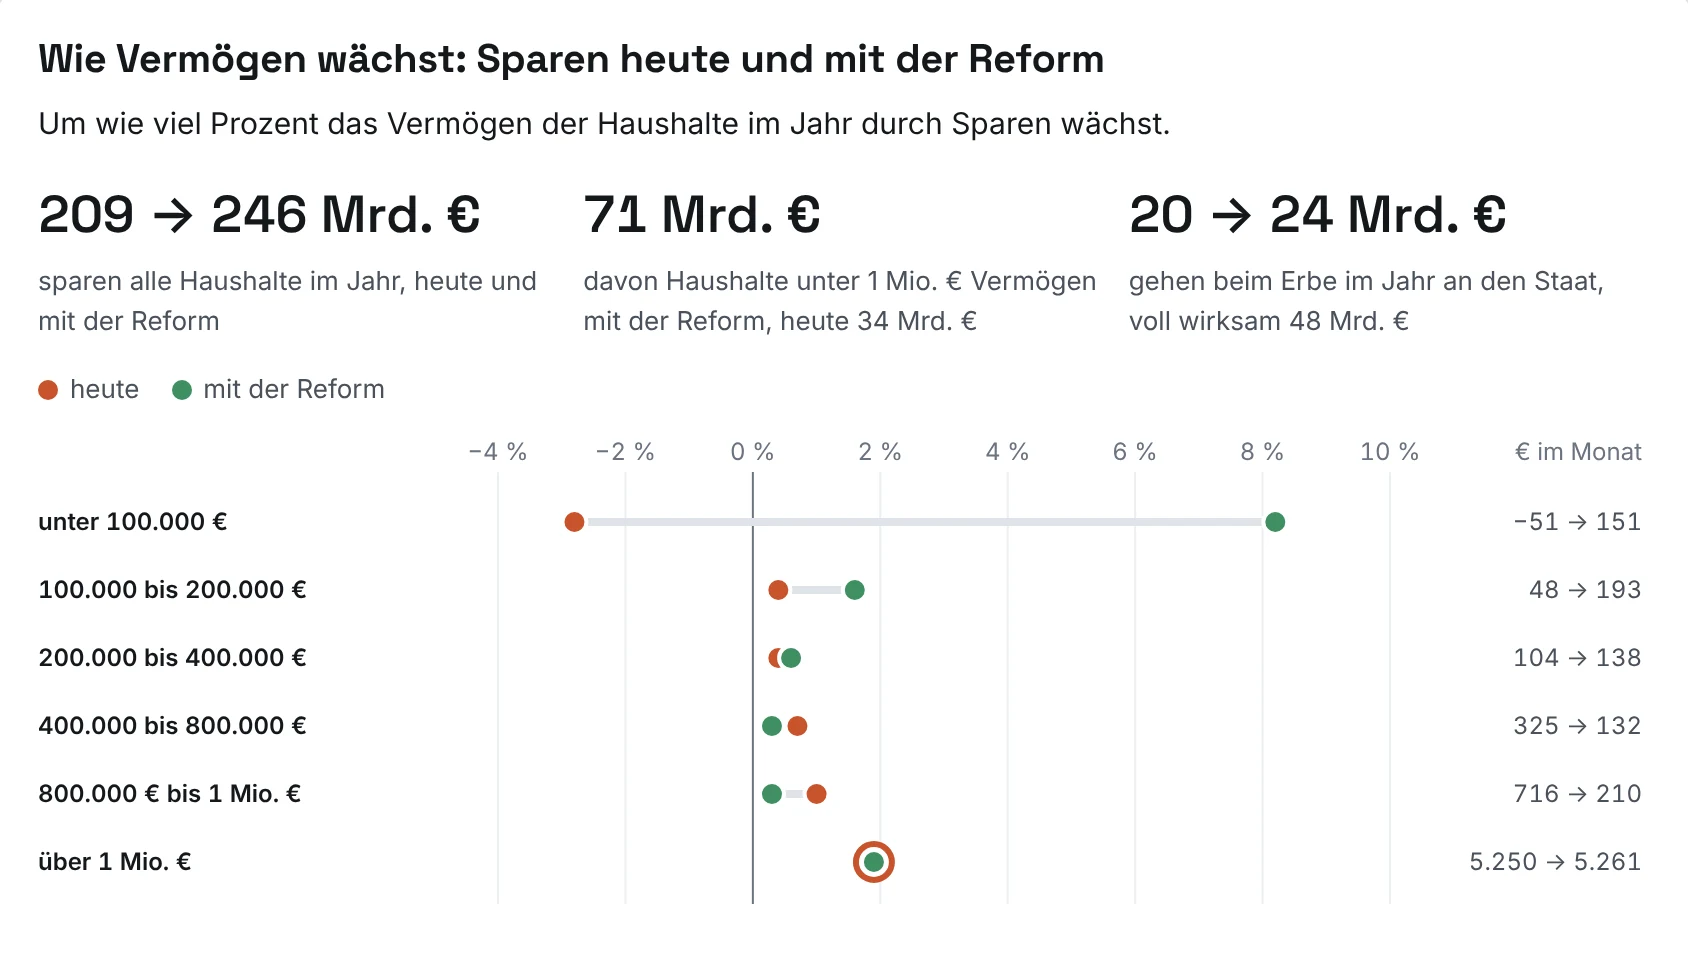 Wie Vermögen wächst: Sparen heute und mit der Reform
Um wie viel Prozent das Vermögen der Haushalte im Jahr durch Sparen wächst.
209 → 246 Mrd. €
sparen alle Haushalte im Jahr, heute und
mit der Reform
71 Mrd. €
davon Haushalte unter 1 Mio. € Vermögen
mit der Reform, heute 34 Mrd. €
20 → 24 Mrd. €
gehen beim Erbe im Jahr an den Staat,
voll wirksam 48 Mrd. €
heute mit der Reform
−4 % −2 % 0 % 2 % 4 % 6 % 8 % 10 % € im Monat
unter 100.000 € −51 → 151
100.000 bis 200.000 € 48 → 193
200.000 bis 400.000 € 104 → 138
400.000 bis 800.000 € 325 → 132
800.000 € bis 1 Mio. € 716 → 210
über 1 Mio. € 5.250 → 5.261